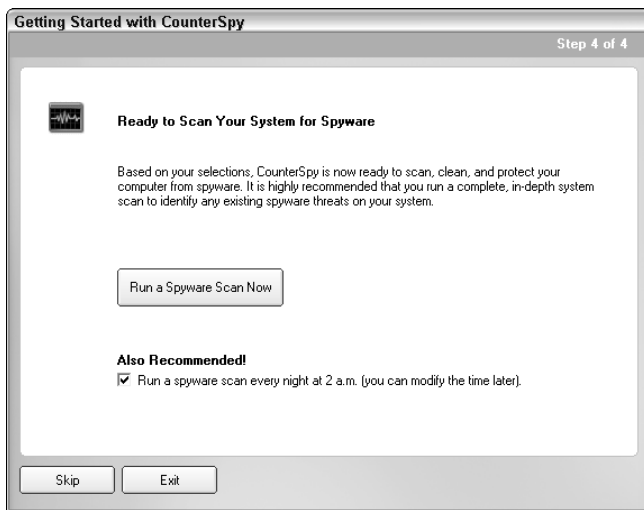 Getting Started with CounterSpy
Step 4 of 4
Ready to Scan Your System for Spyware
Based on your selections, CounterSpy is now ready to scan, clean, and protect your
computer from spyware. It is highly recommended that you run a complete, in-depth system
scan to identify any existing spyware threats on your system.
Run a Spyware Scan Now
Also Recommended!
Run a spyware scan every night at 2 a.m. (you can modify the time later).
Skip
Exit